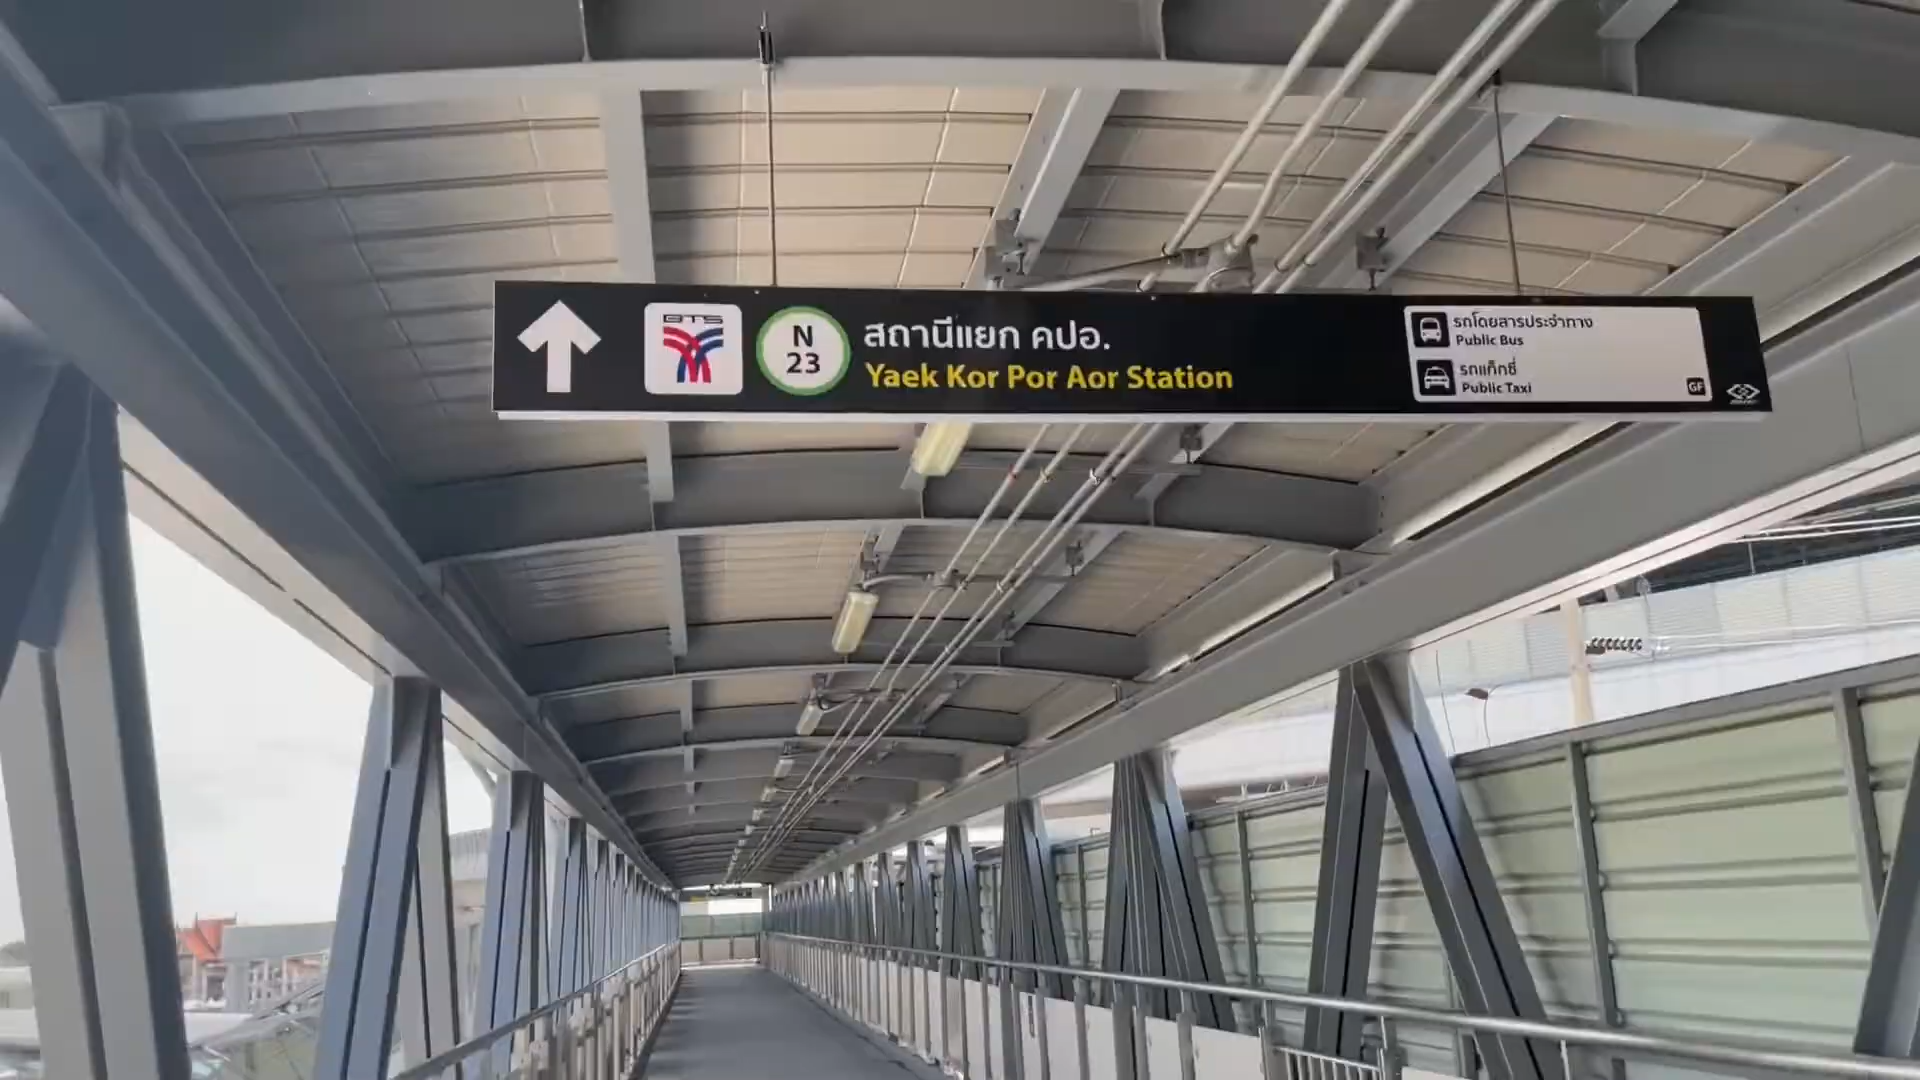 BTS
N
23
สถานีแยก คปอ.
Yaek Kor Por Aor Station
รถโดยสารประจำทาง
Public Bus
รถแท็กซี่
Public Taxi
GF